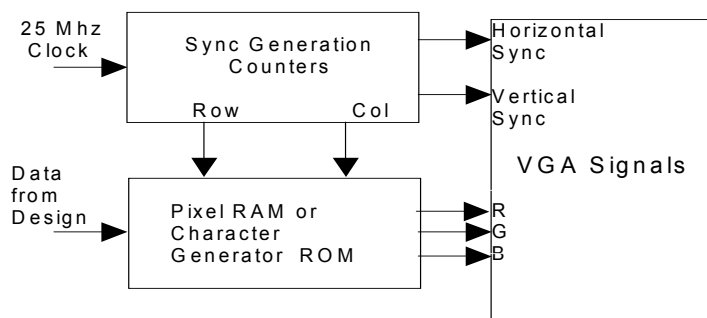 25 Mhz
Clock
Sync Generation
Counters
Row
Col
Horizontal
Sync
Vertical
Sync
VGA Signals
Data
from
Design
Pixel RAM or
Character
Generator ROM
R
G
B